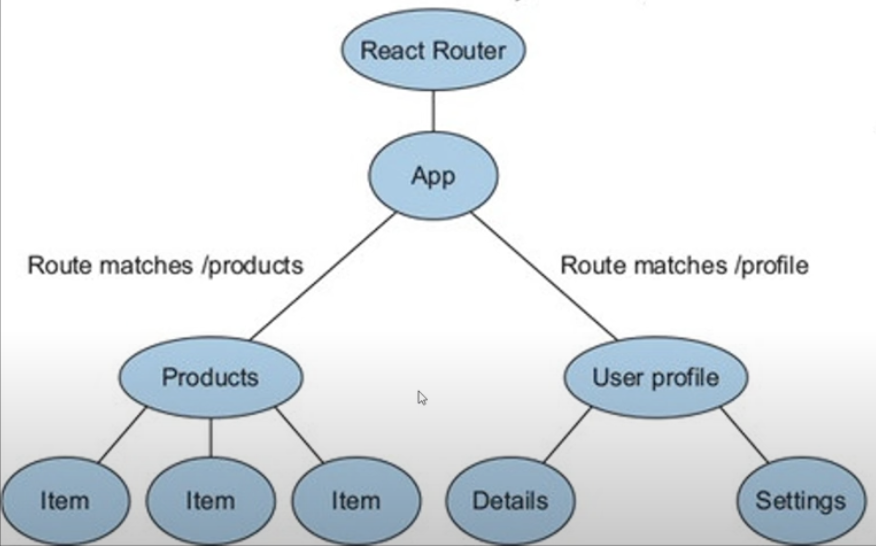 React Router
App
Route matches /products
Route matches /profile
Products
User profile
Item
Item
Item
Details
Settings